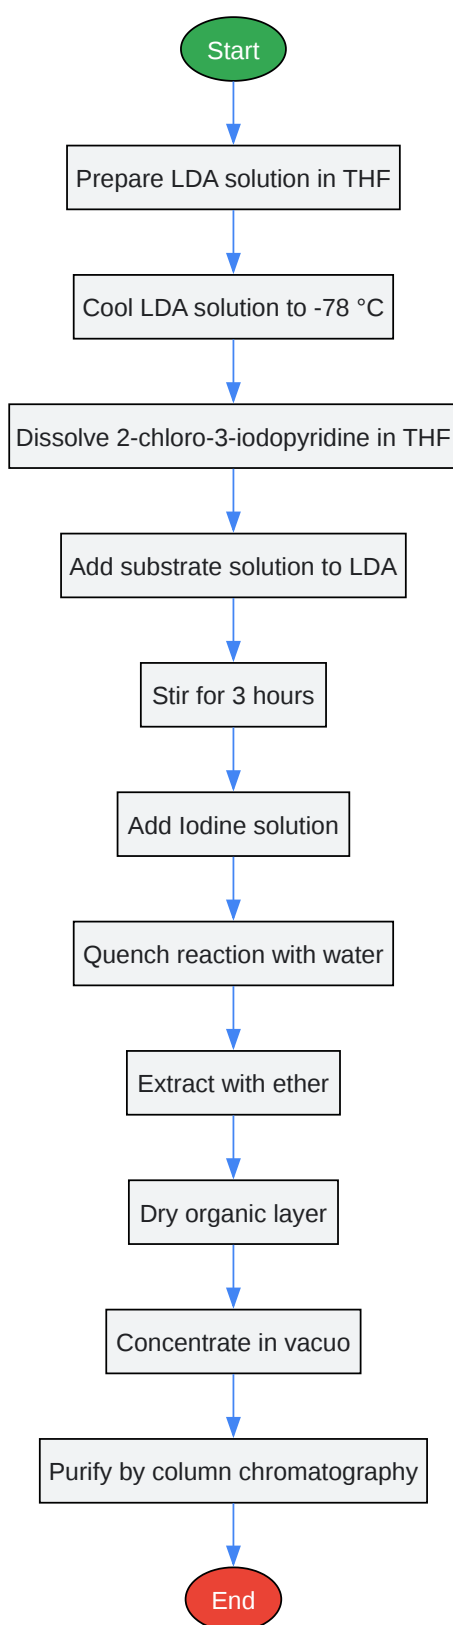 Start
Prepare LDA solution in THF
Cool LDA solution to -78 °C
Dissolve 2-chloro-3-iodopyridine in THF
Add substrate solution to LDA
Stir for 3 hours
Add Iodine solution
Quench reaction with water
Extract with ether
Dry organic layer
Concentrate in vacuo
Purify by column chromatography
End